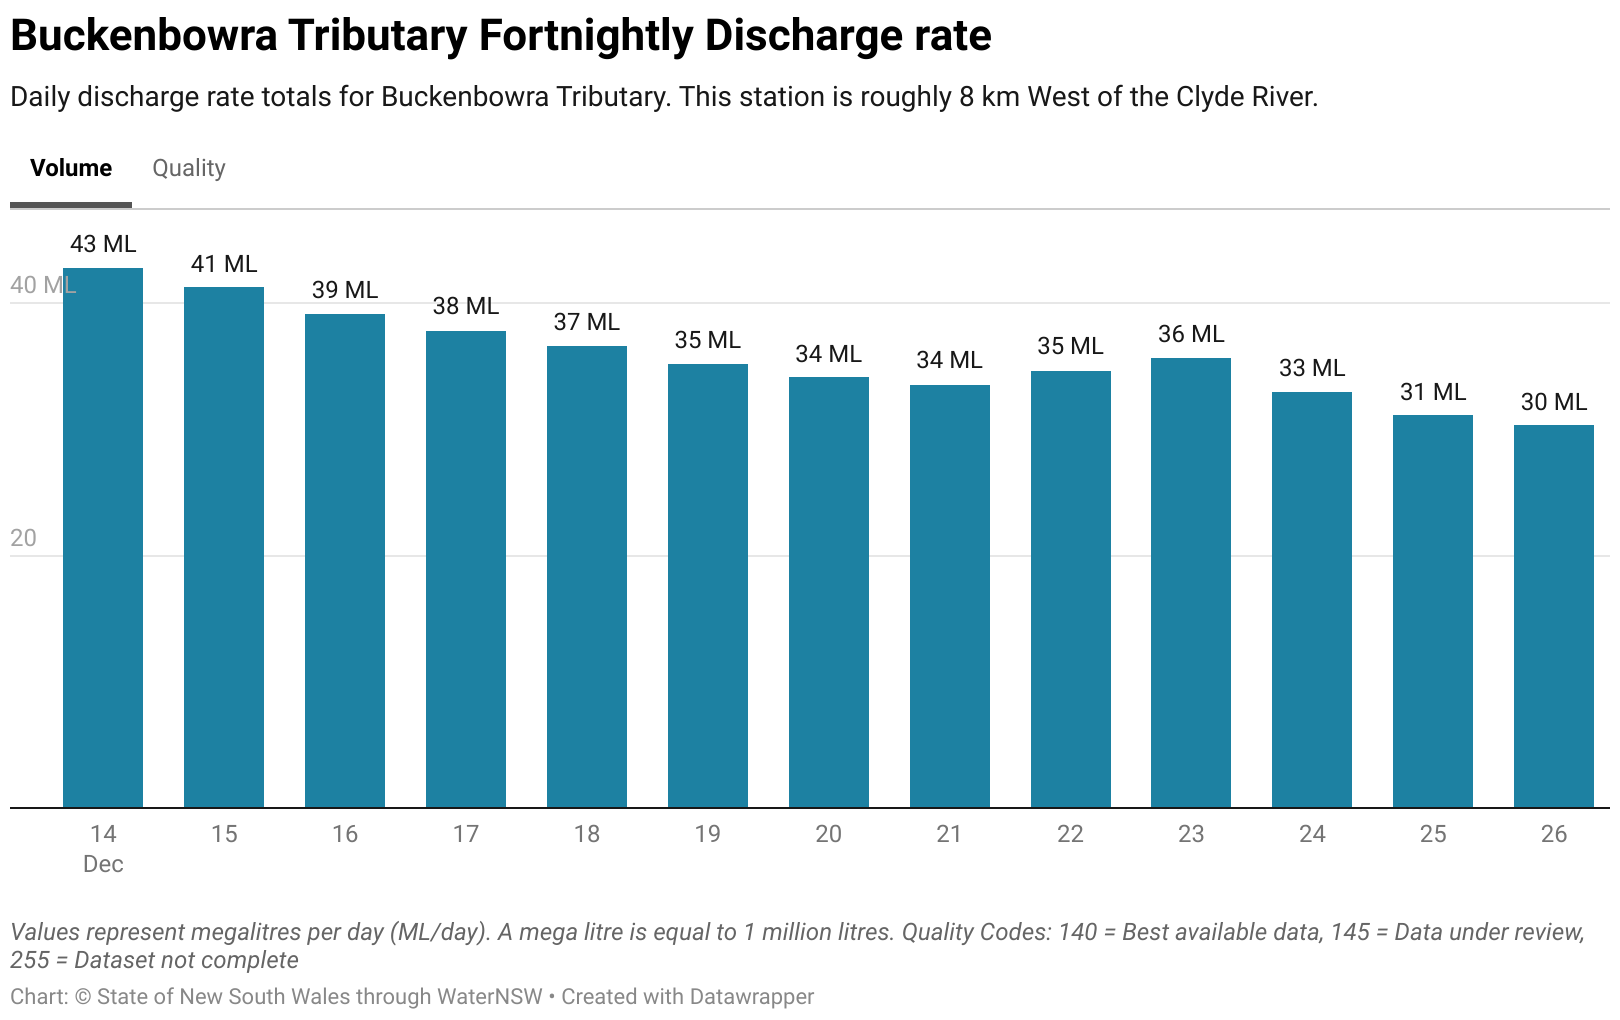 Buckenbowra Tributary Fortnightly Discharge rate
Daily discharge rate totals for Buckenbowra Tributary. This station is roughly 8 km West of the Clyde River.
Volume Quality
43 ML
41 ML
39 ML
38 ML
37 ML
35 ML
34 ML
34 ML
35 ML
36 ML
33 ML
31 ML
30 ML
40 ML
20
14 15 16 17 18 19 20 21 22 23 24 25 26
Dec
Values represent megalitres per day (ML/day). A mega litre is equal to 1 million litres. Quality Codes: 140 = Best available data, 145 = Data under review,
255 = Dataset not complete
Chart: © State of New South Wales through WaterNSW • Created with Datawrapper